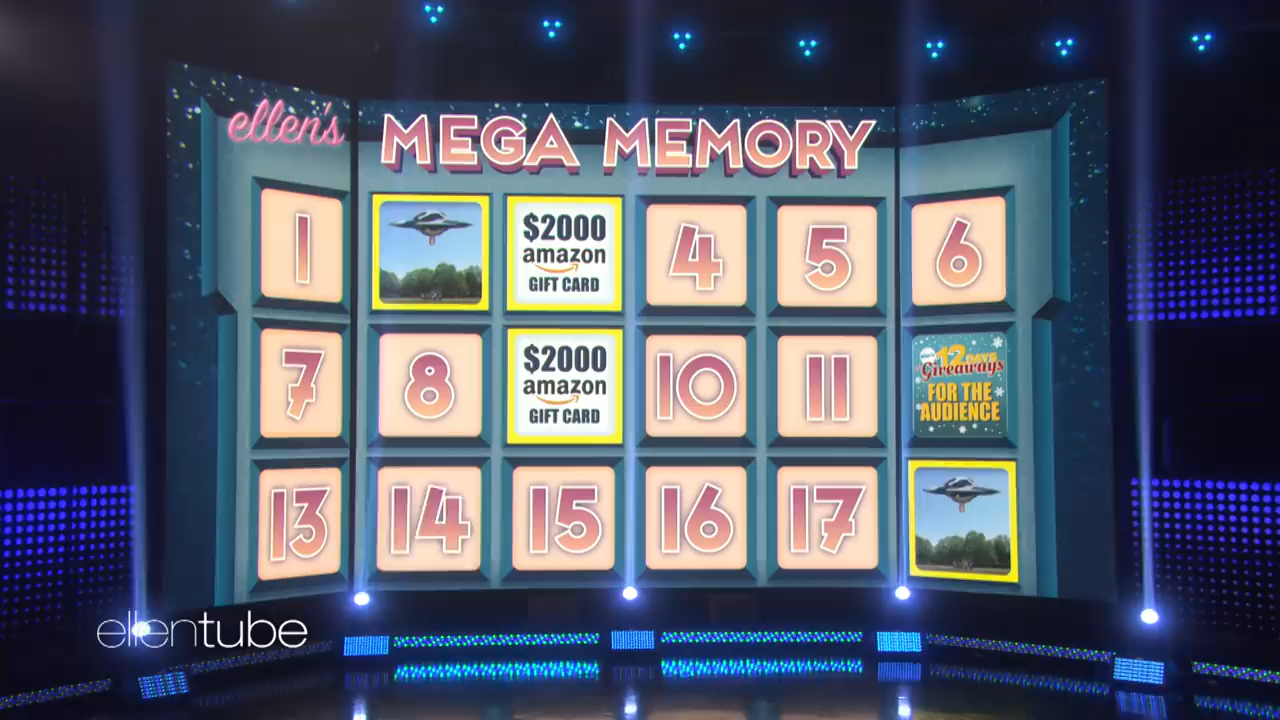 ellen's
MEGA MEMORY
1
$2000
amazon
GIFT CARD
4
5
6
7
8
$2000
amazon
GIFT CARD
10
11
12 DAYS
Giveaways
FOR THE
AUDIENCE
13
14
15
16
17
ellentube